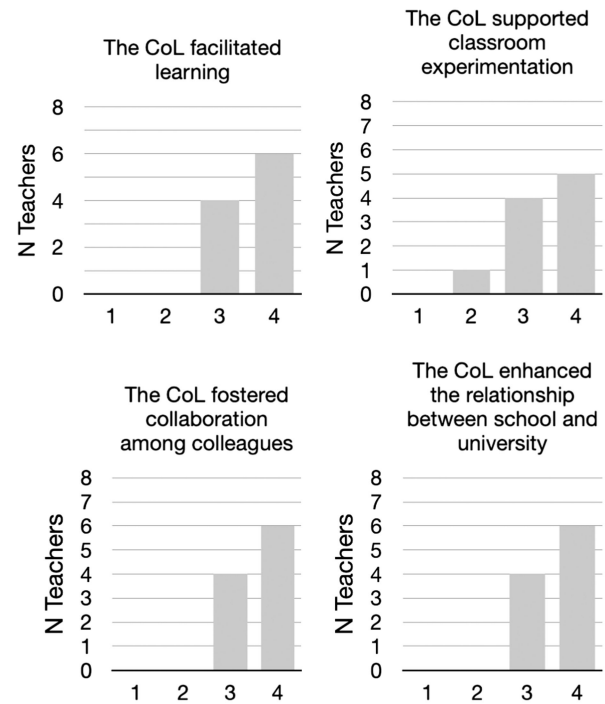 The CoL facilitated
learning
8
6
4
2
0
N Teachers
1 2 3 4
The CoL supported
classroom
experimentation
8
7
6
5
4
3
2
1
0
N Teachers
1 2 3 4
The CoL fostered
collaboration
among colleagues
8
7
6
5
4
3
2
1
0
N Teachers
1 2 3 4
The CoL enhanced
the relationship
between school and
university
8
7
6
5
4
3
2
1
0
N Teachers
1 2 3 4